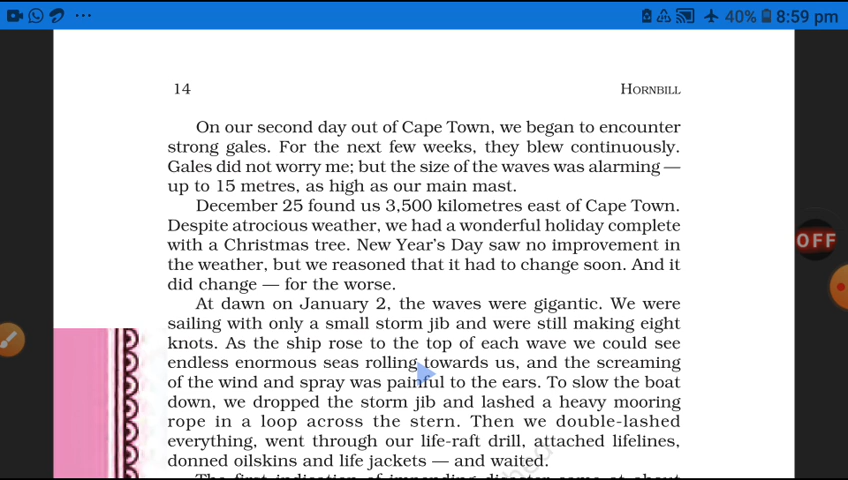 40% 8:59 pm
14 HORNBILL
On our second day out of Cape Town, we began to encounter
strong gales. For the next few weeks, they blew continuously.
Gales did not worry me; but the size of the waves was alarming —
up to 15 metres, as high as our main mast.
December 25 found us 3,500 kilometres east of Cape Town.
Despite atrocious weather, we had a wonderful holiday complete
with a Christmas tree. New Year's Day saw no improvement in
the weather, but we reasoned that it had to change soon. And it
did change — for the worse.
At dawn on January 2, the waves were gigantic. We were
sailing with only a small storm jib and were still making eight
knots. As the ship rose to the top of each wave we could see
endless enormous seas rolling towards us, and the screaming
of the wind and spray was painful to the ears. To slow the boat
down, we dropped the storm jib and lashed a heavy mooring
rope in a loop across the stern. Then we double-lashed
everything, went through our life-raft drill, attached lifelines,
donned oilskins and life jackets — and waited.
The first indication of impending disaster came at about
OFF